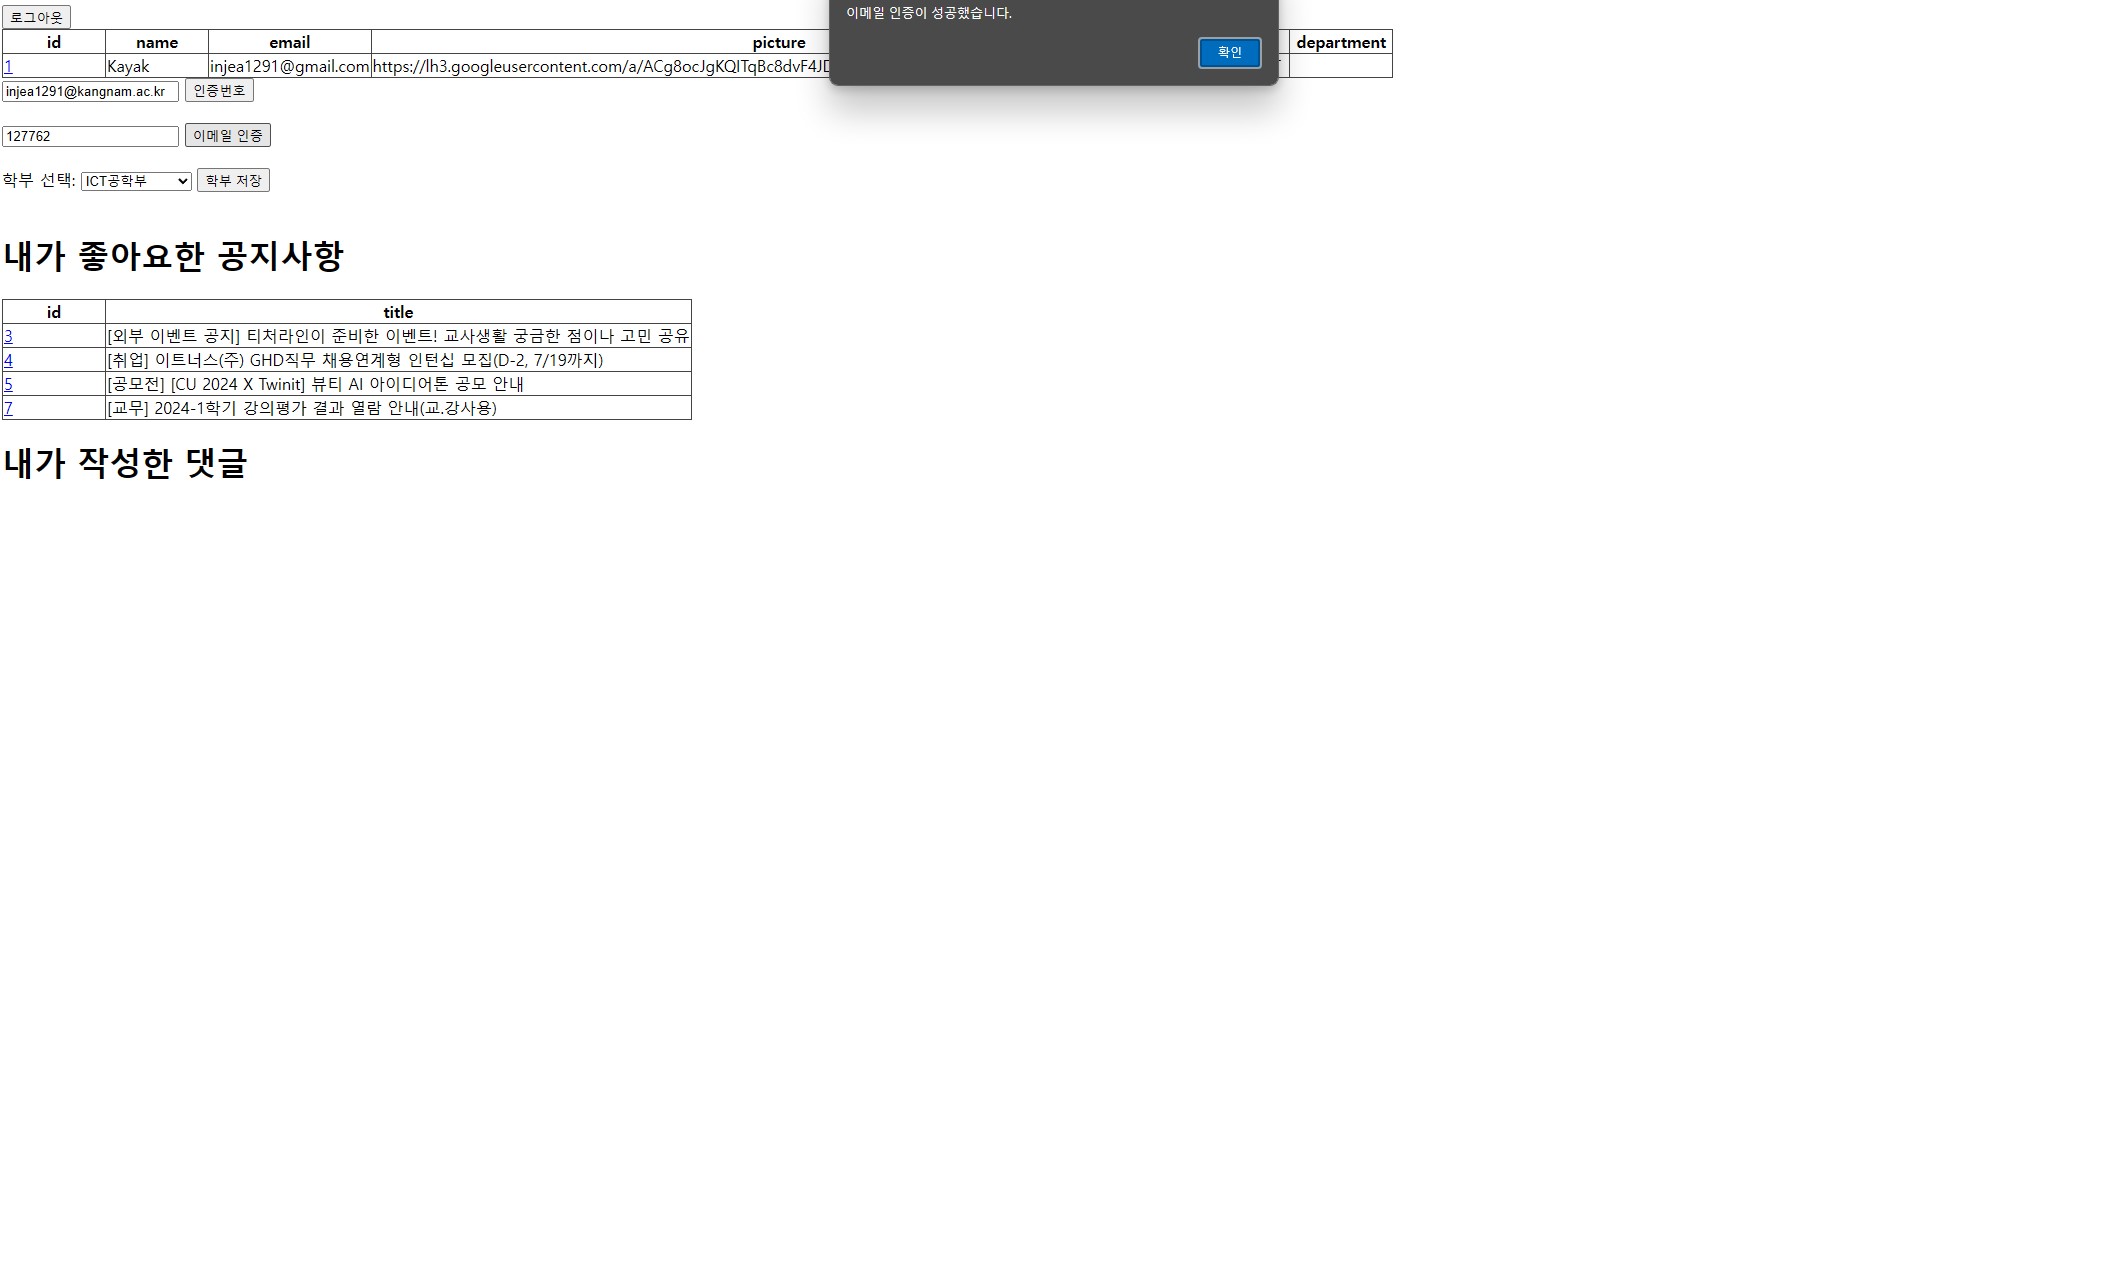 로그아웃
이메일 인증이 성공했습니다.
확인
id name email picture department
1 Kayak injea1291@gmail.com
injea1291@kangnam.ac.kr 인증번호
127762 이메일 인증
학부 선택: ICT공학부 학부 저장
내가 좋아요한 공지사항
id title
3 [외부 이벤트 공지] 티처라인이 준비한 이벤트! 교사생활 궁금한 점이나 고민 공유
4 [취업] 이트너스(주) GHD직무 채용연계형 인턴십 모집(D-2, 7/19까지)
5 [공모전] [CU 2024 X Twinit] 뷰티 AI 아이디어톤 공모 안내
7 [교무] 2024-1학기 강의평가 결과 열람 안내(교.강사용)
내가 작성한 댓글